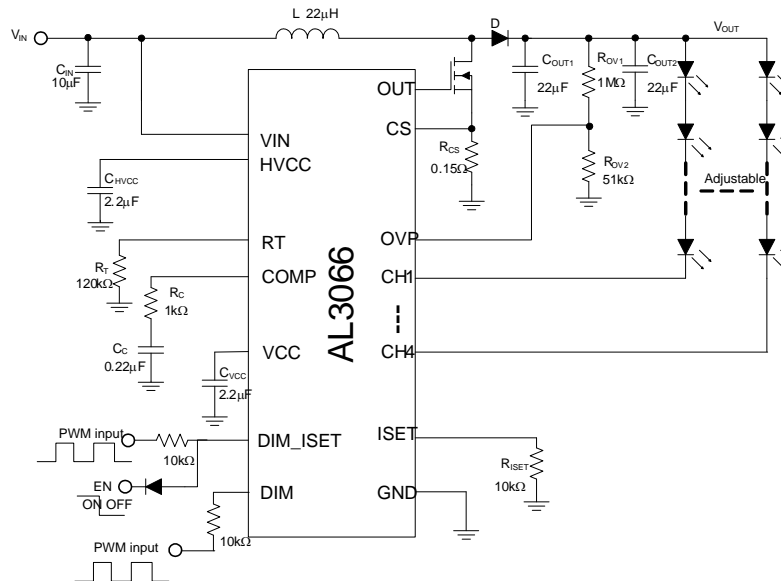 L 22µH
D
VIN
VOUT
CIN
10µF
COUT1
22µF
ROV1
1MΩ
COUT2
22µF
OUT
CS
RCS
0.15Ω
ROV2
51kΩ
Adjustable
VIN
HVCC
CHVCC
2.2µF
OVP
RT
RT
120kΩ
COMP
RC
1kΩ
CH1
AL3066
CC
0.22µF
VCC
CVCC
2.2µF
CH4
PWM input
10kΩ
DIM_ISET
ISET
EN
ON OFF
DIM
RISET
10kΩ
GND
10kΩ
PWM input